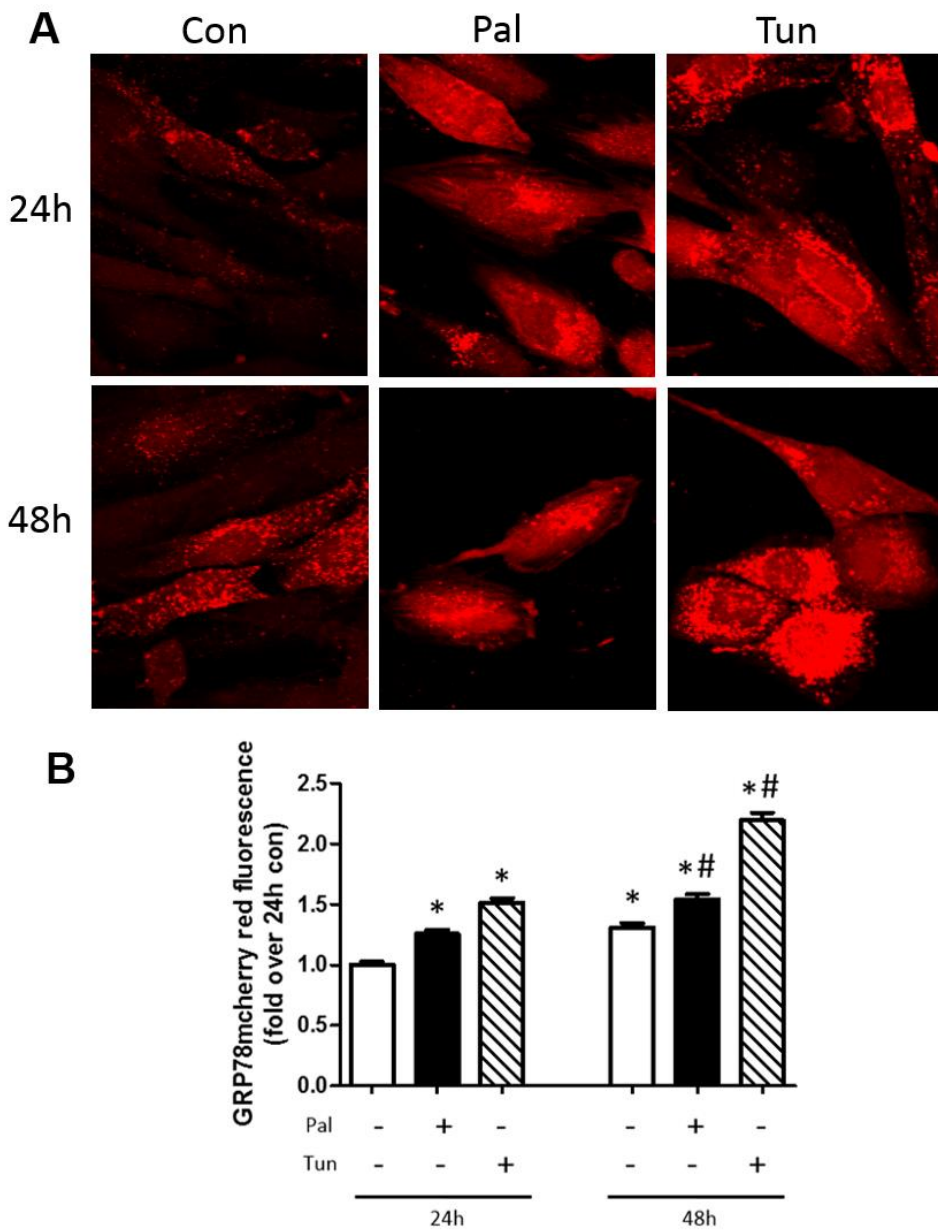 A
Con Pal Tun
24h
48h
B
GRP78mcherry red fluorescence
(fold over 24h con)
2.5
2.0
1.5
1.0
0.5
0.0
* * * *# *#
Pal - + - - + -
Tun - - + - - +
24h 48h